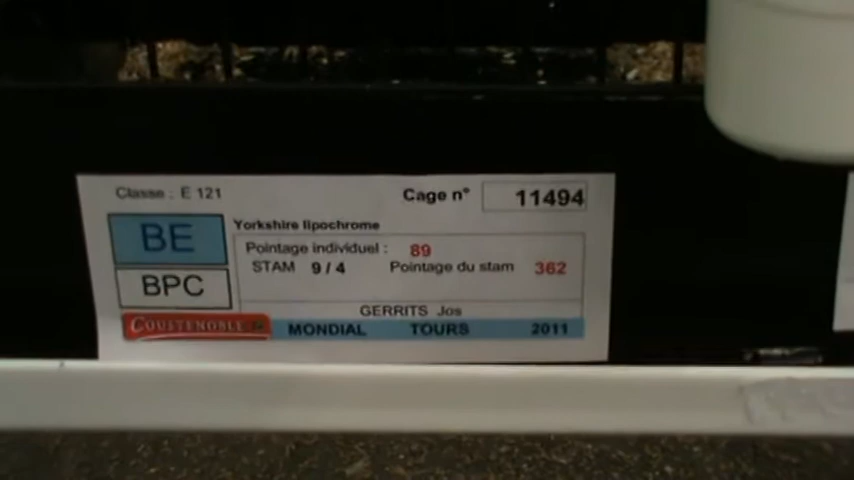 Classe : E 121
Cage n° 11494
BE
Yorkshire lipochrome
Pointage individuel : 89
STAM 9 / 4 Pointage du stam 362
BPC
GERRITS Jos
COUSTENOBLE
MONDIAL TOURS 2011